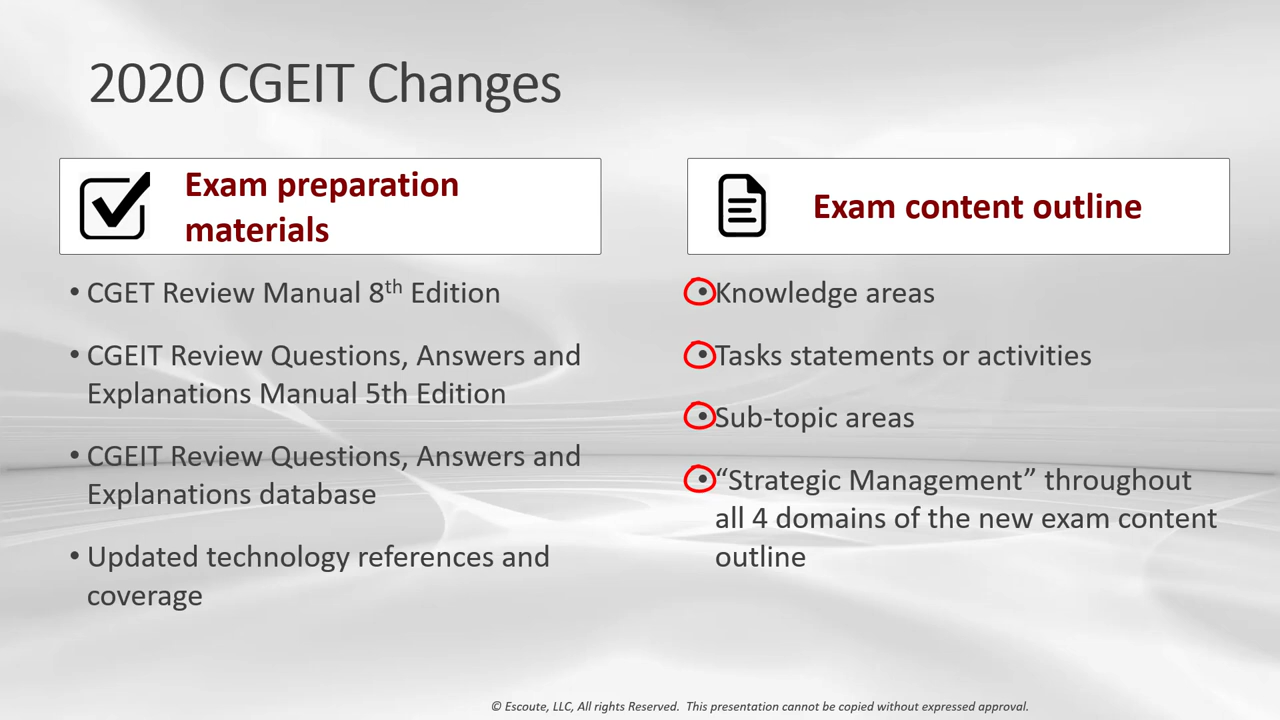 2020 CGEIT Changes
Exam preparation
materials
• CGET Review Manual 8th Edition
• CGEIT Review Questions, Answers and
Explanations Manual 5th Edition
• CGEIT Review Questions, Answers and
Explanations database
• Updated technology references and
coverage
Exam content outline
• Knowledge areas
• Tasks statements or activities
• Sub-topic areas
• “Strategic Management” throughout
all 4 domains of the new exam content
outline
© Escoute, LLC, All rights Reserved. This presentation cannot be copied without expressed approval.